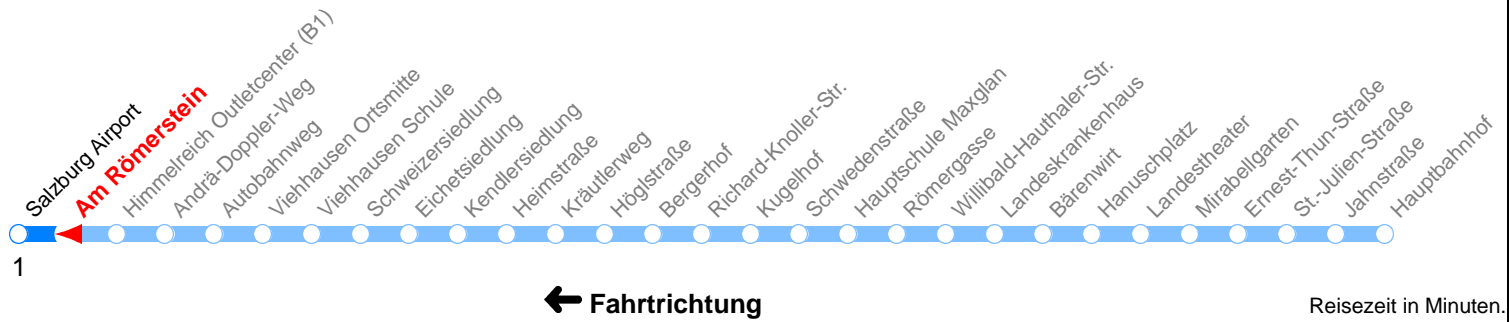 Salzburg Airport
Am Römerstein
Himmelreich Outletcenter (B1)
Andrä-Doppler-Weg
Autobahnweg
Viehhausen Ortsmitte
Viehhausen Schule
Schweizersiedlung
Eichetsiedlung
Kendlersiedlung
Heimstraße
Kräutlerweg
Höglstraße
Bergerhof
Richard-Knoller-Str.
Kugelhof
Schwedenstraße
Hauptschule Maxglan
Römergasse
Willibald-Hauthaler-Str.
Landeskrankenhaus
Bärenwirt
Hanuschplatz
Landestheater
Mirabellgarten
Ernest-Thun-Straße
St.-Julien-Straße
Jahnstraße
Hauptbahnhof
1
Fahrtrichtung
Reisezeit in Minuten.